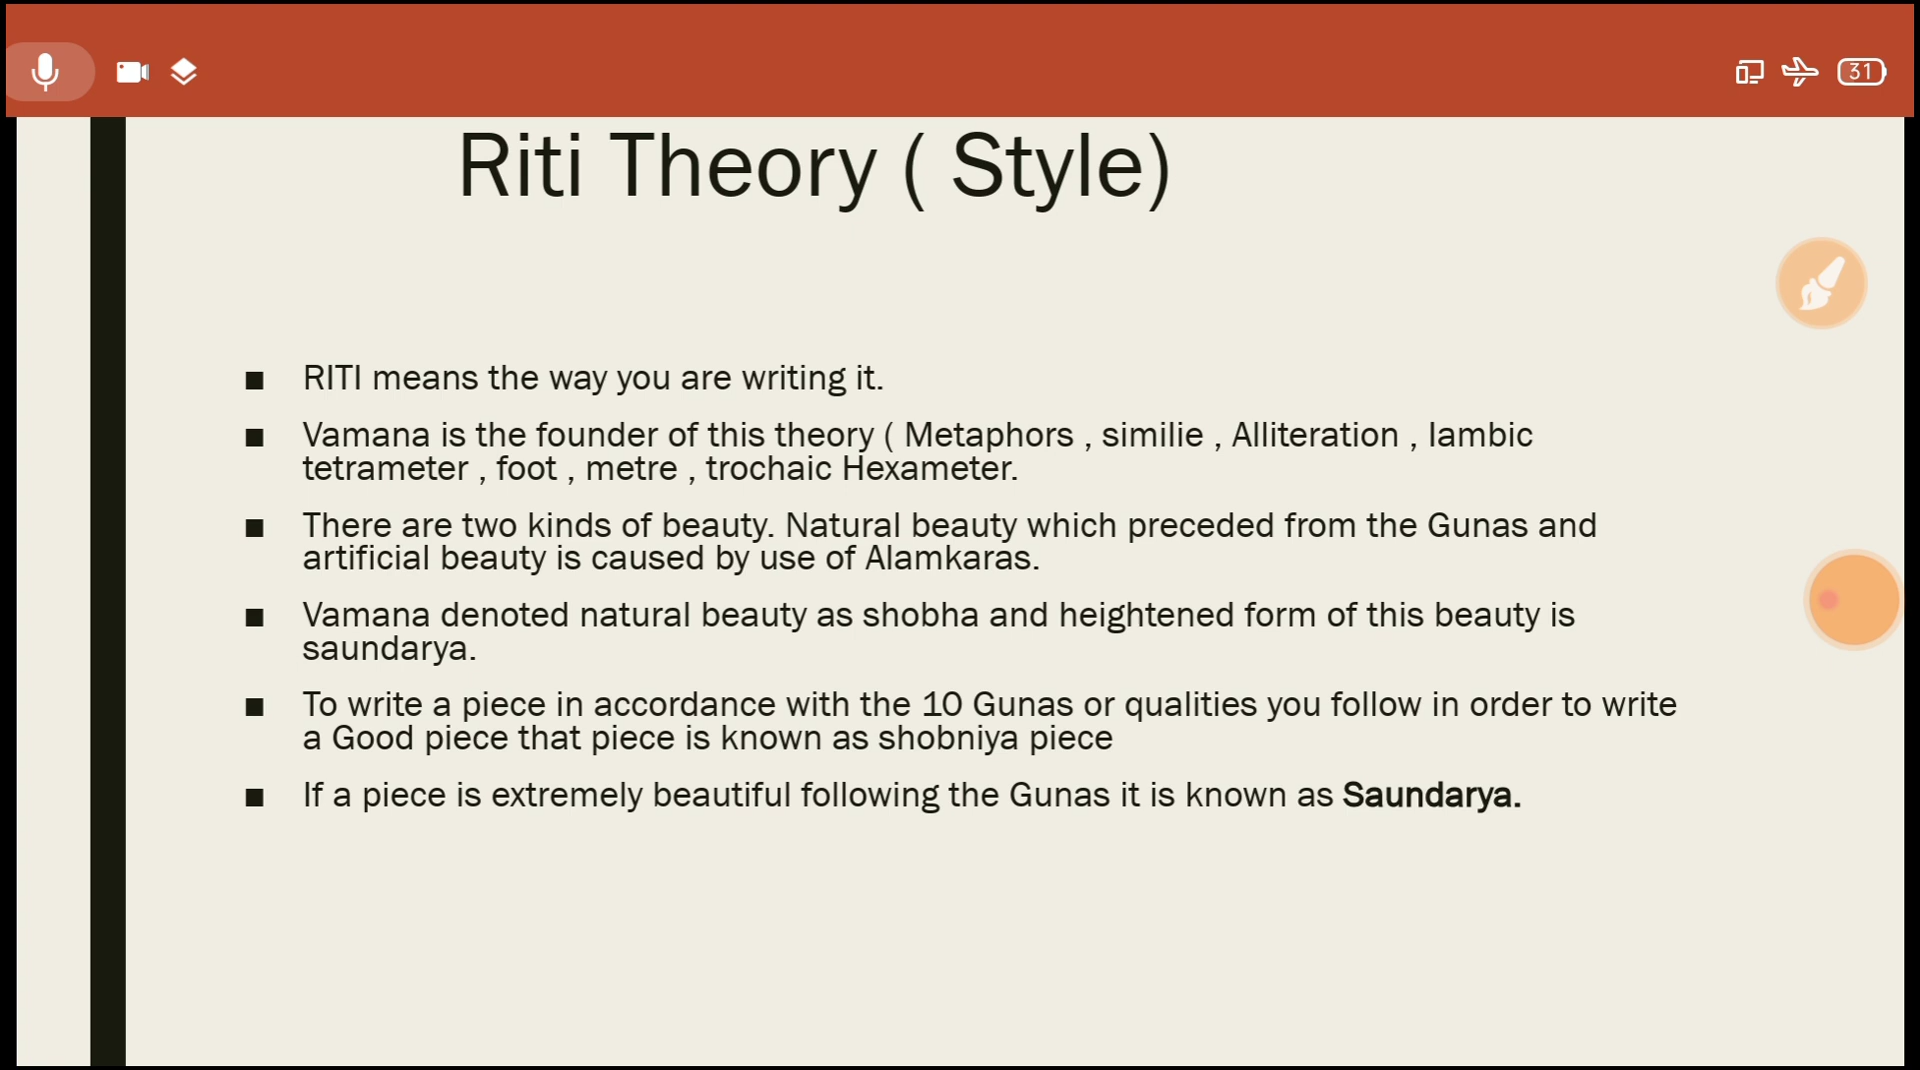 31
Riti Theory ( Style)
■ RITI means the way you are writing it.
■ Vamana is the founder of this theory ( Metaphors , similie , Alliteration , Iambic
tetrameter , foot , metre , trochaic Hexameter.
■ There are two kinds of beauty. Natural beauty which preceded from the Gunas and
artificial beauty is caused by use of Alamkaras.
■ Vamana denoted natural beauty as shobha and heightened form of this beauty is
saundarya.
■ To write a piece in accordance with the 10 Gunas or qualities you follow in order to write
a Good piece that piece is known as shobniya piece
■ If a piece is extremely beautiful following the Gunas it is known as Saundarya.